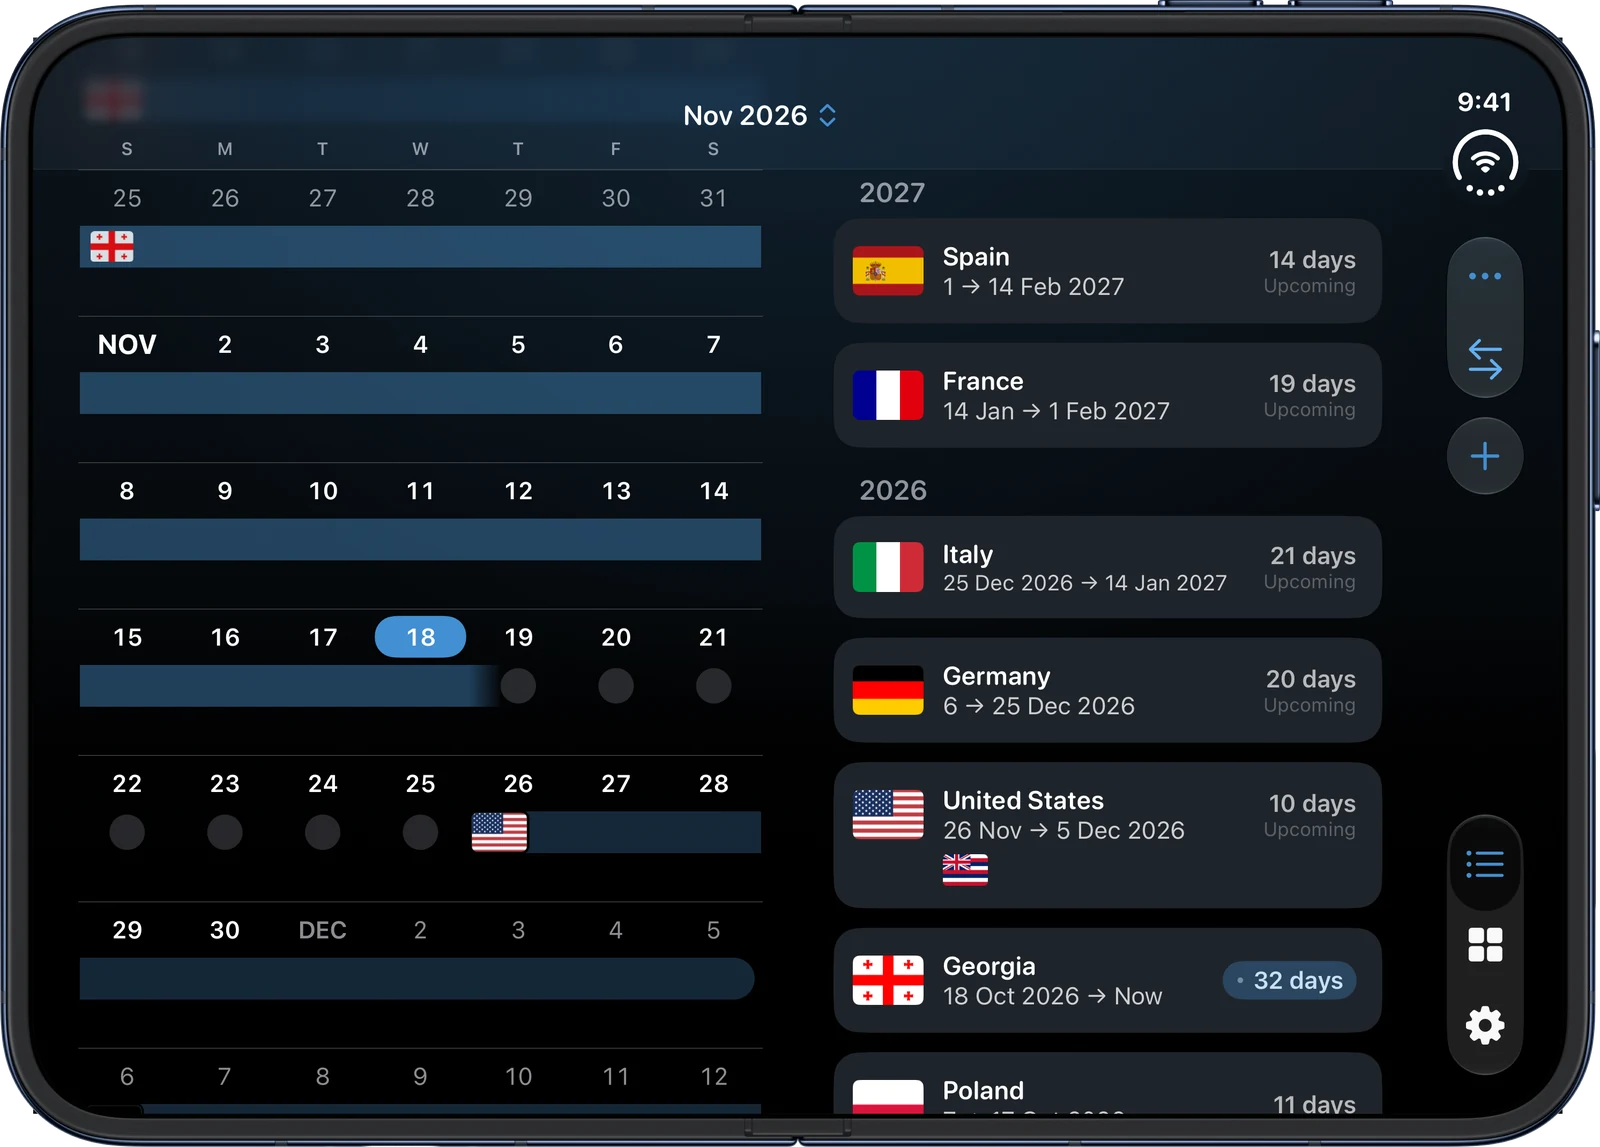 9:41
Nov 2026
S M T W T F S
25 26 27 28 29 30 31
NOV 2 3 4 5 6 7
8 9 10 11 12 13 14
15 16 17 18 19 20 21
22 23 24 25 26 27 28
29 30 DEC 2 3 4 5
6 7 8 9 10 11 12
2027
Spain
1 → 14 Feb 2027
14 days
Upcoming
France
14 Jan → 1 Feb 2027
19 days
Upcoming
2026
Italy
25 Dec 2026 → 14 Jan 2027
21 days
Upcoming
Germany
6 → 25 Dec 2026
20 days
Upcoming
United States
26 Nov → 5 Dec 2026
10 days
Upcoming
Georgia
18 Oct 2026 → Now
32 days
Poland
11 days